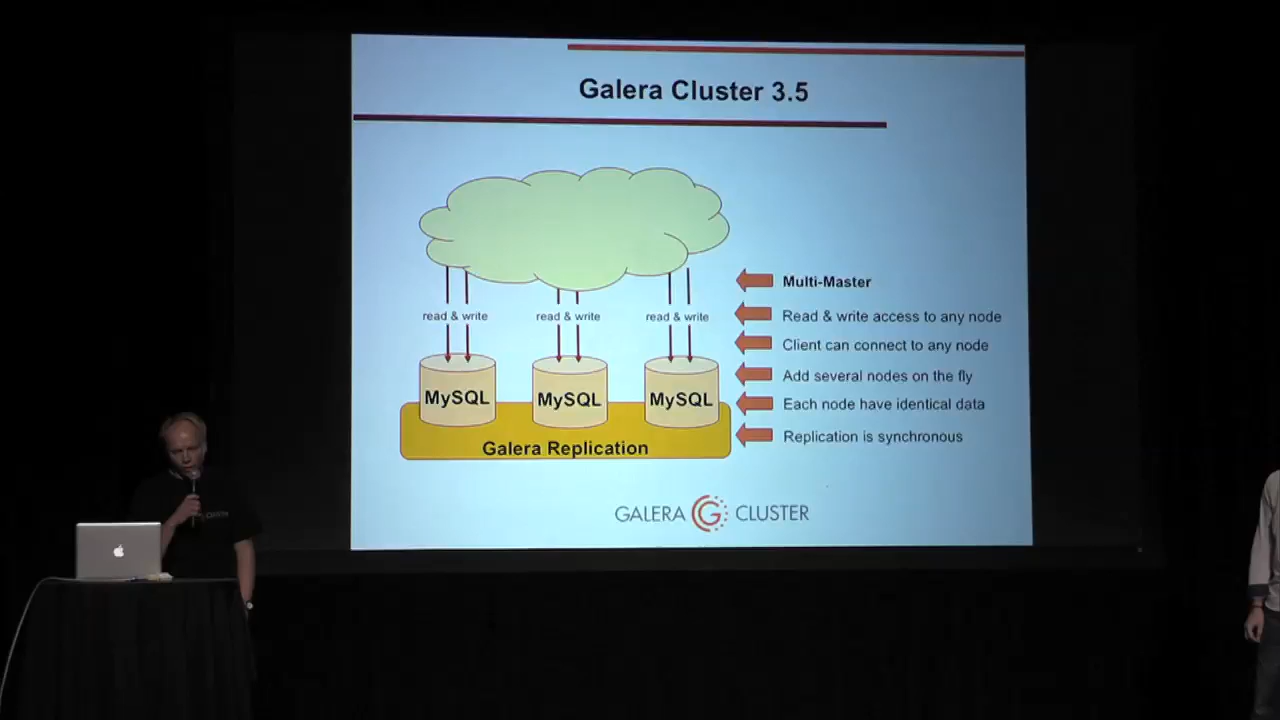 Galera Cluster 3.5
Multi-Master
read & write read & write read & write
Read & write access to any node
Client can connect to any node
Add several nodes on the fly
MySQL MySQL MySQL
Each node have identical data
Replication is synchronous
Galera Replication
GALERA CLUSTER